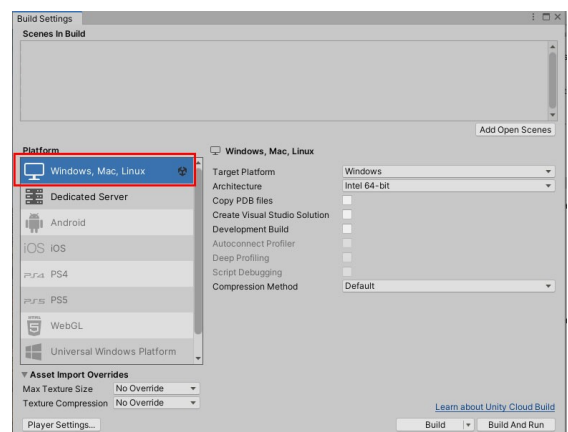 Build Settings
Scenes In Build
Add Open Scenes
Platform
Windows, Mac, Linux
Dedicated Server
Android
iOS iOS
PS4 PS4
PS5 PS5
5 WebGL
Universal Windows Platform
Windows, Mac, Linux
Target Platform Windows
Architecture Intel 64-bit
Copy PDB files
Create Visual Studio Solution
Development Build
Autoconnect Profiler
Deep Profiling
Script Debugging
Compression Method Default
Asset Import Overrides
Max Texture Size No Override
Texture Compression No Override
Learn about Unity Cloud Build
Player Settings... Build Build And Run